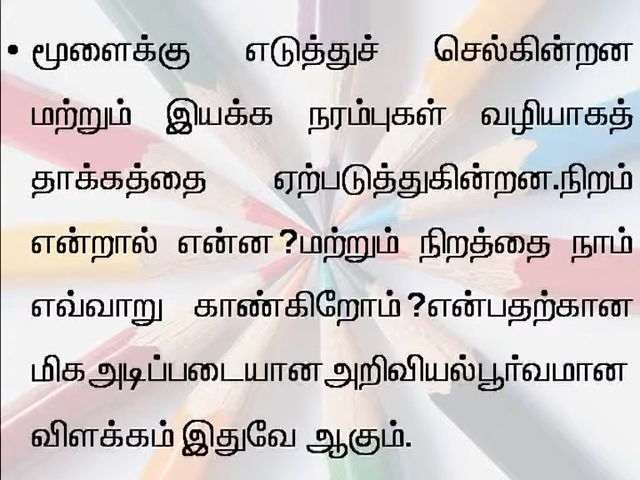 • மூளைக்கு எடுத்துச் செல்கின்றன
மற்றும் இயக்க நரம்புகள் வழியாகத்
தாக்கத்தை ஏற்படுத்துகின்றன.நிறம்
என்றால் என்ன?மற்றும் நிறத்தை நாம்
எவ்வாறு காண்கிறோம்?என்பதற்கான
மிக அடிப்படையான அறிவியல்பூர்வமான
விளக்கம் இதுவே ஆகும்.